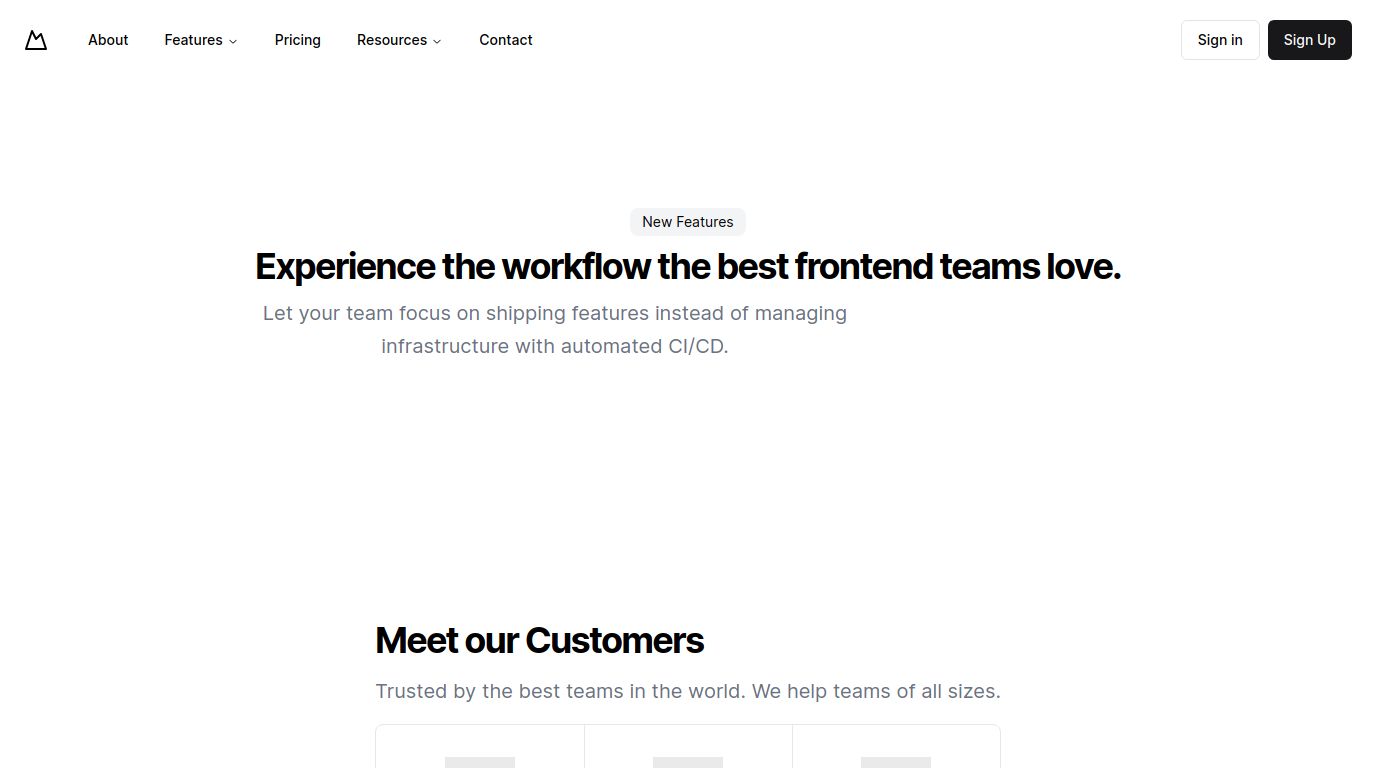 About
Features
Pricing
Resources
Contact
Sign in
Sign Up
New Features
Experience the workflow the best frontend teams love.
Let your team focus on shipping features instead of managing
infrastructure with automated CI/CD.
Meet our Customers
Trusted by the best teams in the world. We help teams of all sizes.